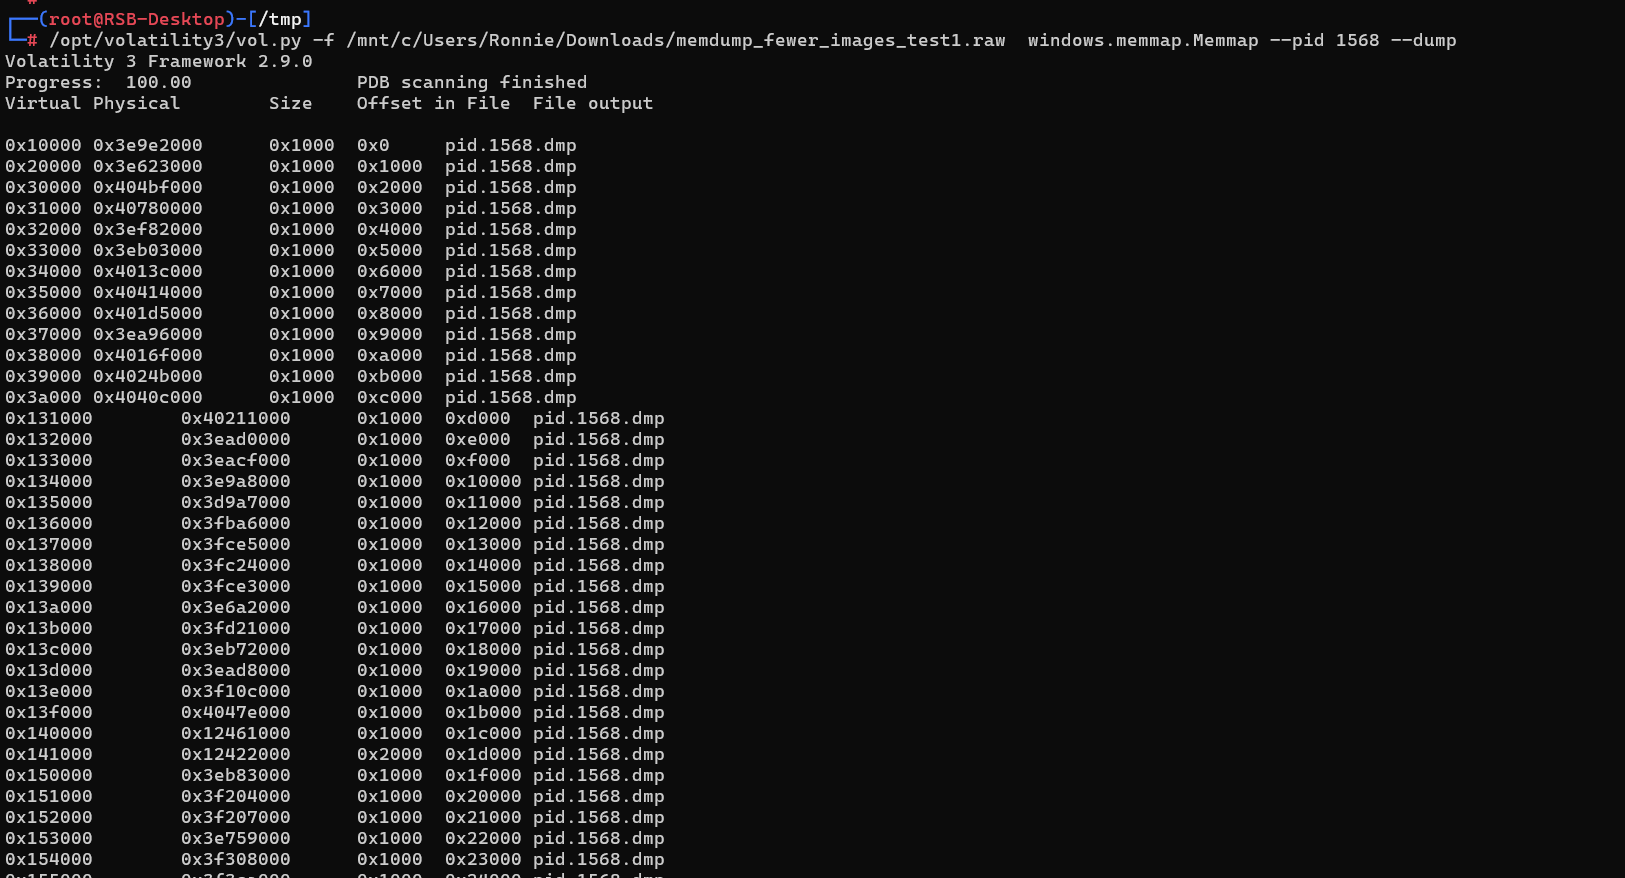 #
┌──(root@RSB-Desktop)-[/tmp]
└─# /opt/volatility3/vol.py -f /mnt/c/Users/Ronnie/Downloads/memdump_fewer_images_test1.raw  windows.memmap.Memmap --pid 1568 --dump
Volatility 3 Framework 2.9.0
Progress:  100.00               PDB scanning finished
Virtual Physical        Size    Offset in File  File output
0x10000 0x3e9e2000      0x1000  0x0     pid.1568.dmp
0x20000 0x3e623000      0x1000  0x1000  pid.1568.dmp
0x30000 0x404bf000      0x1000  0x2000  pid.1568.dmp
0x31000 0x40780000      0x1000  0x3000  pid.1568.dmp
0x32000 0x3ef82000      0x1000  0x4000  pid.1568.dmp
0x33000 0x3eb03000      0x1000  0x5000  pid.1568.dmp
0x34000 0x4013c000      0x1000  0x6000  pid.1568.dmp
0x35000 0x40414000      0x1000  0x7000  pid.1568.dmp
0x36000 0x401d5000      0x1000  0x8000  pid.1568.dmp
0x37000 0x3ea96000      0x1000  0x9000  pid.1568.dmp
0x38000 0x4016f000      0x1000  0xa000  pid.1568.dmp
0x39000 0x4024b000      0x1000  0xb000  pid.1568.dmp
0x3a000 0x4040c000      0x1000  0xc000  pid.1568.dmp
0x131000        0x40211000      0x1000  0xd000  pid.1568.dmp
0x132000        0x3ead0000      0x1000  0xe000  pid.1568.dmp
0x133000        0x3eacf000      0x1000  0xf000  pid.1568.dmp
0x134000        0x3e9a8000      0x1000  0x10000 pid.1568.dmp
0x135000        0x3d9a7000      0x1000  0x11000 pid.1568.dmp
0x136000        0x3fba6000      0x1000  0x12000 pid.1568.dmp
0x137000        0x3fce5000      0x1000  0x13000 pid.1568.dmp
0x138000        0x3fc24000      0x1000  0x14000 pid.1568.dmp
0x139000        0x3fce3000      0x1000  0x15000 pid.1568.dmp
0x13a000        0x3e6a2000      0x1000  0x16000 pid.1568.dmp
0x13b000        0x3fd21000      0x1000  0x17000 pid.1568.dmp
0x13c000        0x3eb72000      0x1000  0x18000 pid.1568.dmp
0x13d000        0x3ead8000      0x1000  0x19000 pid.1568.dmp
0x13e000        0x3f10c000      0x1000  0x1a000 pid.1568.dmp
0x13f000        0x4047e000      0x1000  0x1b000 pid.1568.dmp
0x140000        0x12461000      0x1000  0x1c000 pid.1568.dmp
0x141000        0x12422000      0x2000  0x1d000 pid.1568.dmp
0x150000        0x3eb83000      0x1000  0x1f000 pid.1568.dmp
0x151000        0x3f204000      0x1000  0x20000 pid.1568.dmp
0x152000        0x3f207000      0x1000  0x21000 pid.1568.dmp
0x153000        0x3e759000      0x1000  0x22000 pid.1568.dmp
0x154000        0x3f308000      0x1000  0x23000 pid.1568.dmp